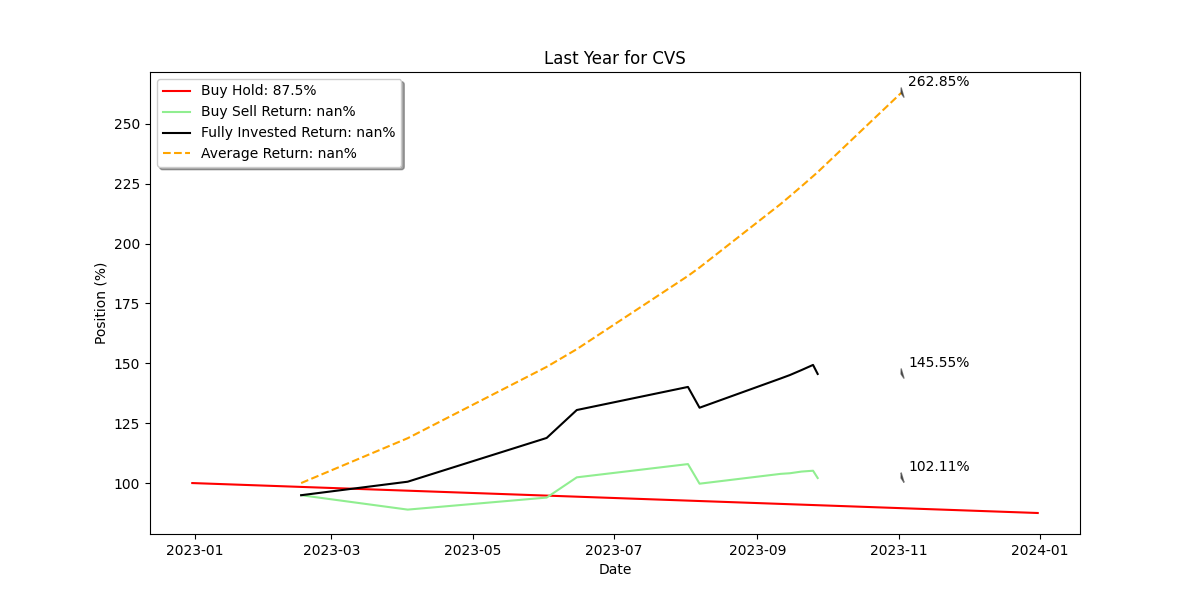 Last Year for CVS
Buy Hold: 87.5%
Buy Sell Return: nan%
Fully Invested Return: nan%
Average Return: nan%
262.85%
145.55%
102.11%
Position (%)
250
225
200
175
150
125
100
2023-01
2023-03
2023-05
2023-07
2023-09
2023-11
2024-01
Date